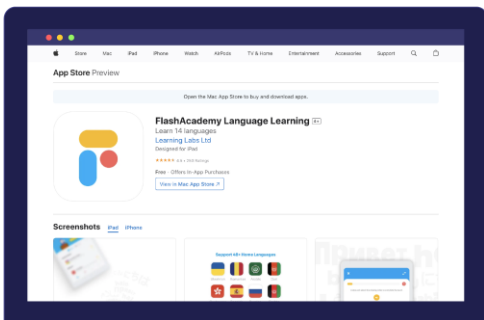 Store Mac iPad iPhone Watch AirPods TV & Home Entertainment Accessories Support
App Store Preview
Open the Mac App Store to buy and download apps.
FlashAcademy Language Learning
Learn 14 languages
Learning Labs Ltd
Designed for iPad
Free · Offers In-App Purchases
View in Mac App Store ↗
Screenshots iPad iPhone
Support 48+ Home Languages
ПРИВЕТ